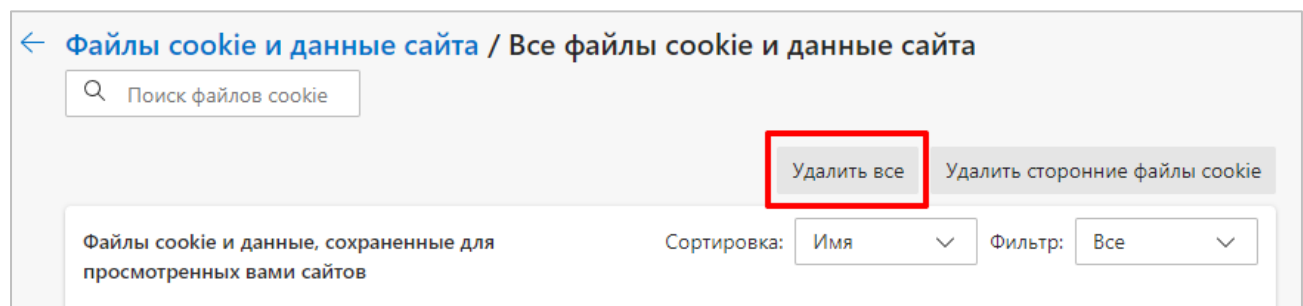 Файлы cookie и данные сайта / Все файлы cookie и данные сайта
Поиск файлов cookie
Удалить все Удалить сторонние файлы cookie
Файлы cookie и данные, сохраненные для просмотренных вами сайтов
Сортировка: Имя Фильтр: Все